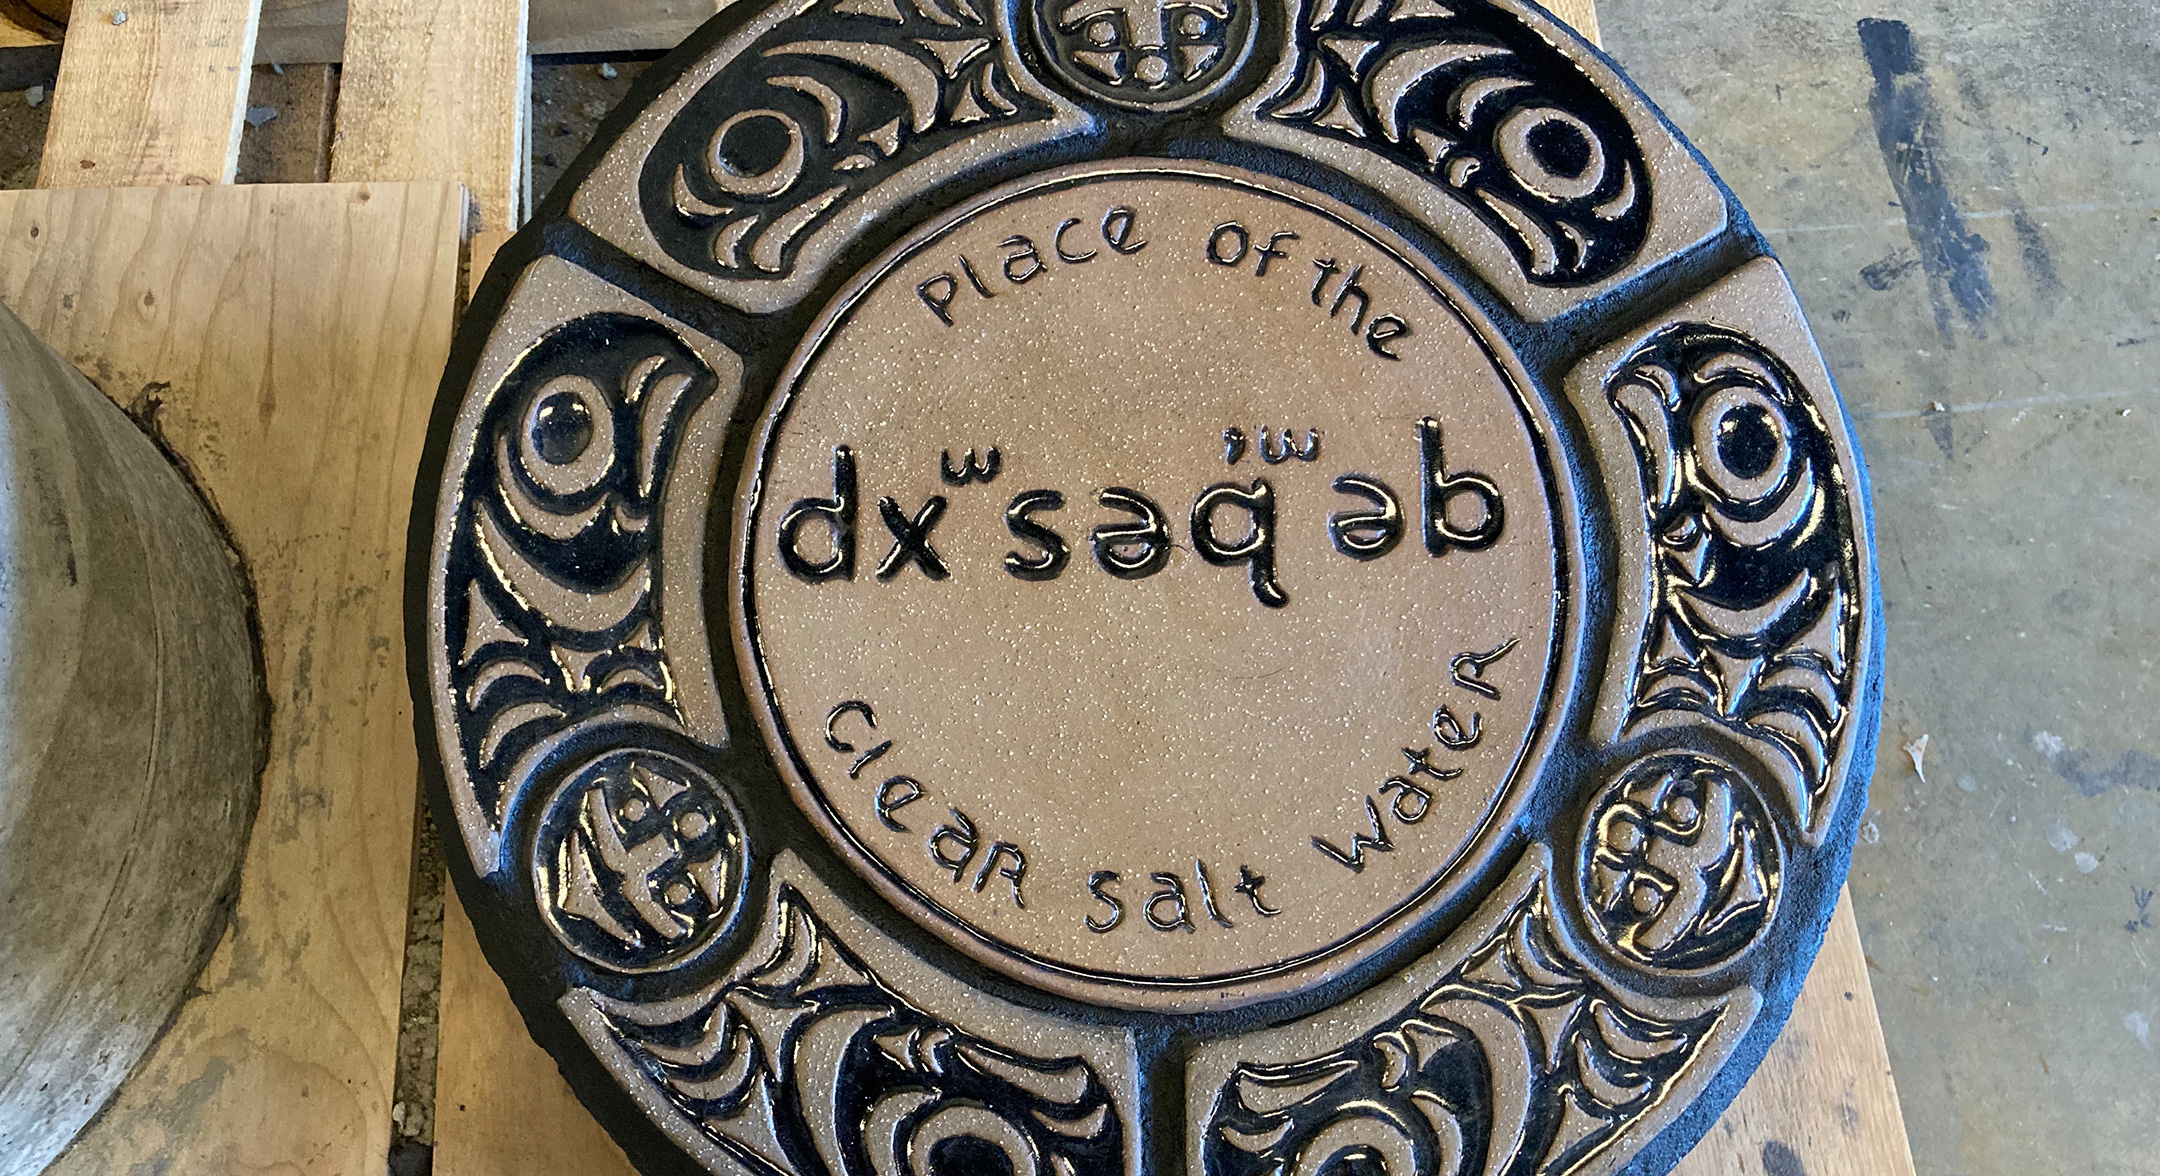 Place of the
dxʷsəq̓ʷəb
Clear Salt Water